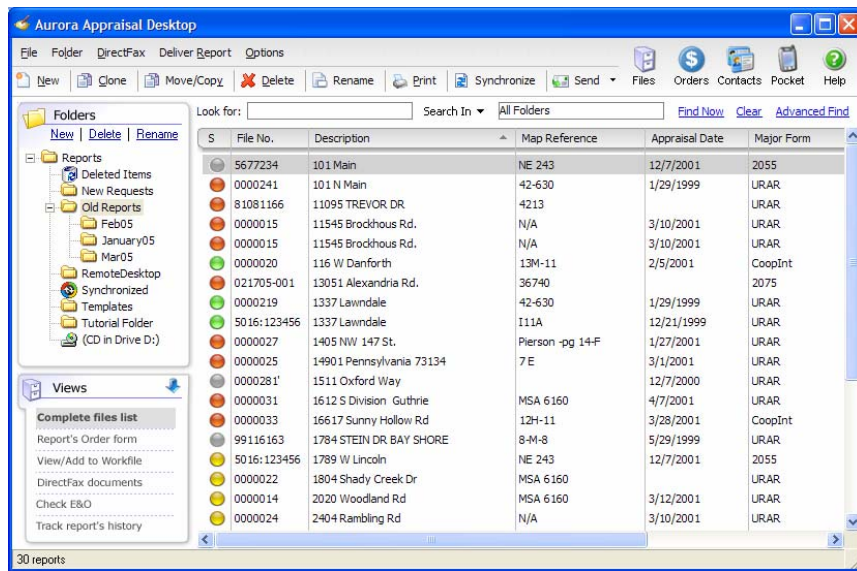 Aurora Appraisal Desktop
File Folder DirectFax Deliver Report Options
New Clone Move/Copy Delete Rename Print Synchronize Send Files Orders Contacts Pocket Help
Folders
New | Delete | Rename
Reports
Deleted Items
New Requests
Old Reports
Feb05
January05
Mar05
RemoteDesktop
Synchronized
Templates
Tutorial Folder
(CD in Drive D:)
Views
Complete files list
Report's Order form
View/Add to Workfile
DirectFax documents
Check E&O
Track report's history
Look for: Search In All Folders Find Now Clear Advanced Find
S File No. Description Map Reference Appraisal Date Major Form
5677234 101 Main NE 243 12/7/2001 2055
0000241 101 N Main 42-630 1/29/1999 URAR
81081166 11095 TREVOR DR 4213 URAR
0000015 11545 Brockhous Rd. N/A 3/10/2001 URAR
0000015 11545 Brockhous Rd. N/A 3/10/2001 URAR
0000020 116 W Danforth 13M-11 2/5/2001 CoopInt
021705-001 13051 Alexandria Rd. 36740 2075
0000219 1337 Lawndale 42-630 1/29/1999 URAR
5016:123456 1337 Lawndale I11A 12/21/1999 URAR
0000027 1405 NW 147 St. Pierson -pg 14-F 1/27/2001 URAR
0000025 14901 Pennsylvania 73134 7 E 3/1/2001 URAR
0000281' 1511 Oxford Way 12/7/2000 URAR
0000031 1612 S Division Guthrie MSA 6160 4/7/2001 URAR
0000033 16617 Sunny Hollow Rd 12H-11 3/28/2001 CoopInt
99116163 1784 STEIN DR BAY SHORE 8-M-8 5/29/1999 URAR
5016:123456 1789 W Lincoln NE 243 12/7/2001 2055
0000022 1804 Shady Creek Dr MSA 6160 URAR
0000014 2020 Woodland Rd MSA 6160 3/12/2001 URAR
0000024 2404 Rambling Rd N/A 3/10/2001 URAR
30 reports